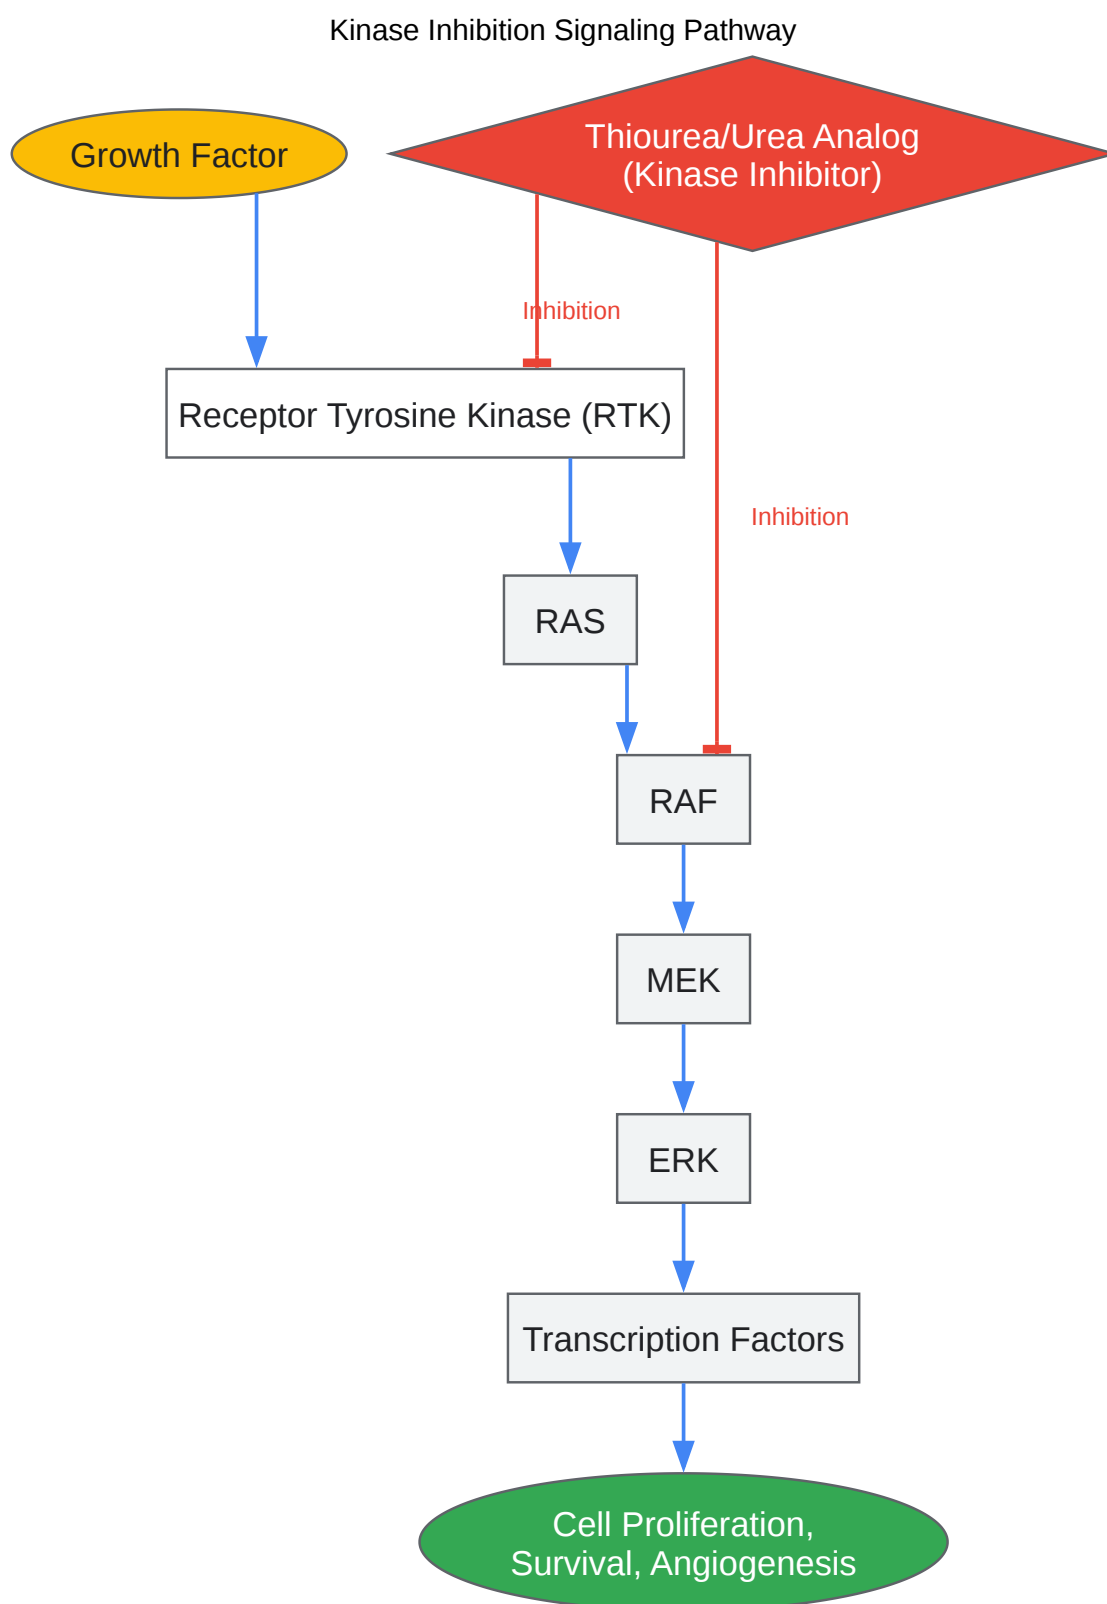 Kinase Inhibition Signaling Pathway
Growth Factor
Thiourea/Urea Analog
(Kinase Inhibitor)
Inhibition
Receptor Tyrosine Kinase (RTK)
Inhibition
RAS
RAF
MEK
ERK
Transcription Factors
Cell Proliferation,
Survival, Angiogenesis